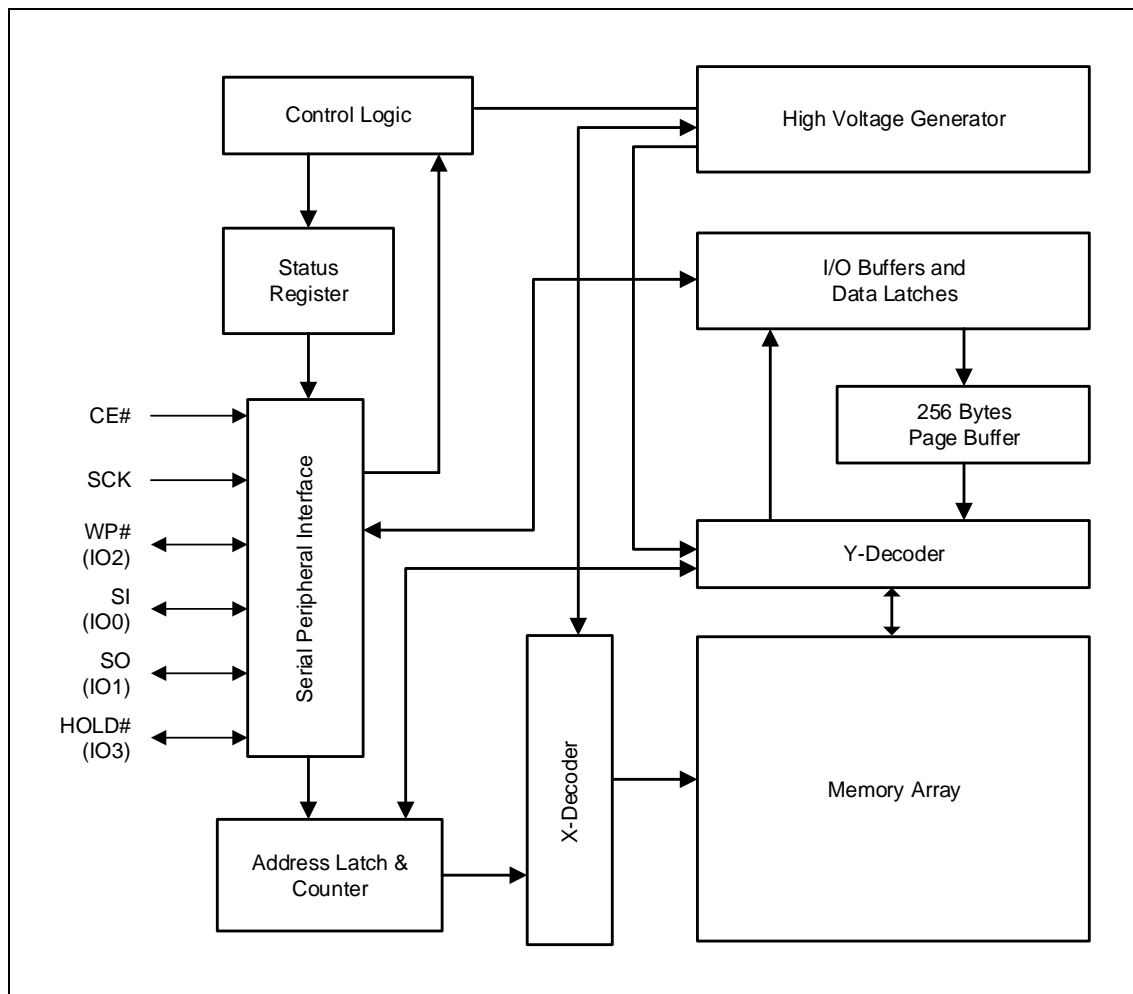 Control Logic
High Voltage Generator
Status
Register
I/O Buffers and
Data Latches
256 Bytes
Page Buffer
CE#
SCK
WP#
(IO2)
SI
(IO0)
SO
(IO1)
HOLD#
(IO3)
Serial Peripheral Interface
Y-Decoder
X-Decoder
Memory Array
Address Latch &
Counter